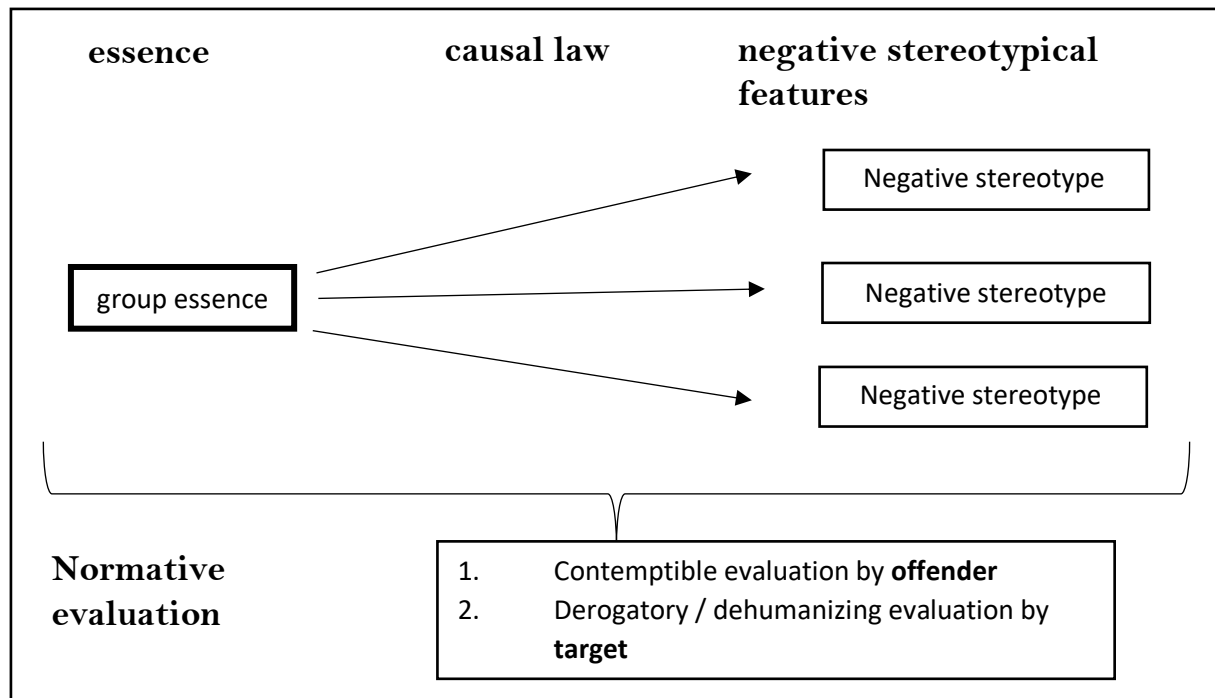 essence
causal law
negative stereotypical
features
Negative stereotype
group essence
Negative stereotype
Negative stereotype
Normative
evaluation
1. Contemptible evaluation by offender
2. Derogatory / dehumanizing evaluation by
target